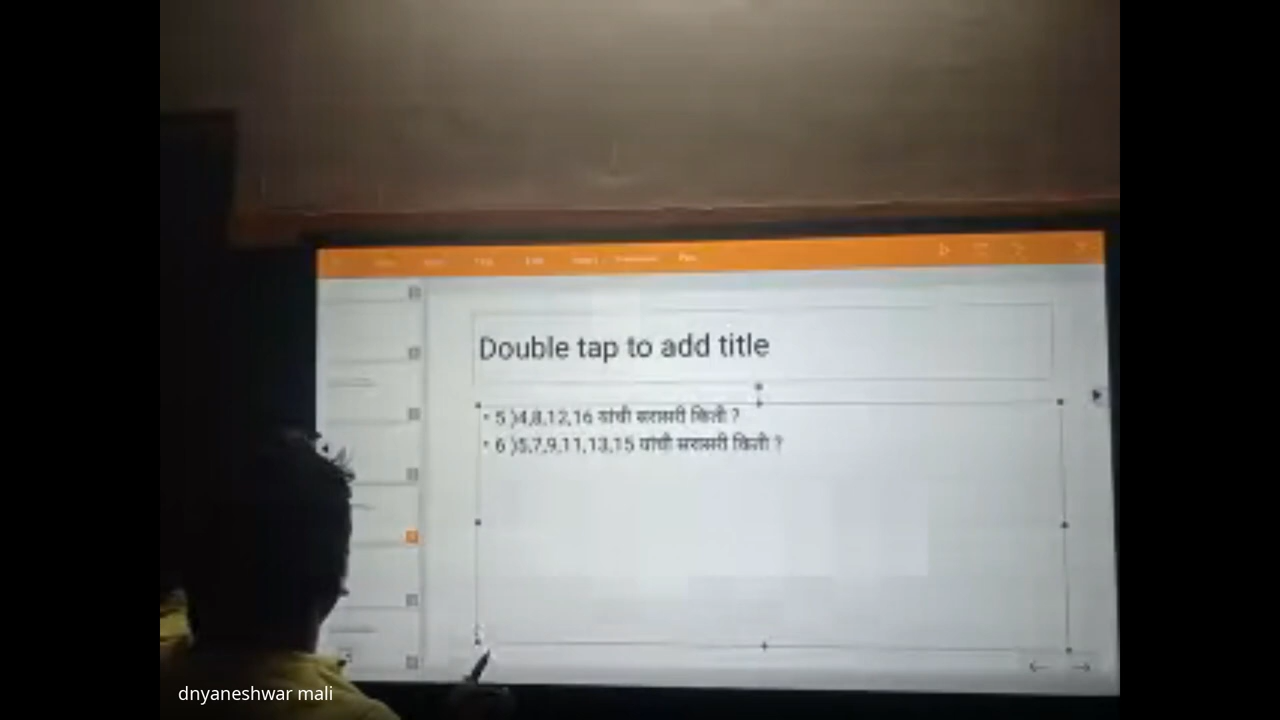 Double tap to add title
• 5 )4,8,12,16 यांची सरासरी किती ?
• 6 )5,7,9,11,13,15 यांची सरासरी किती ?
dnyaneshwar mali